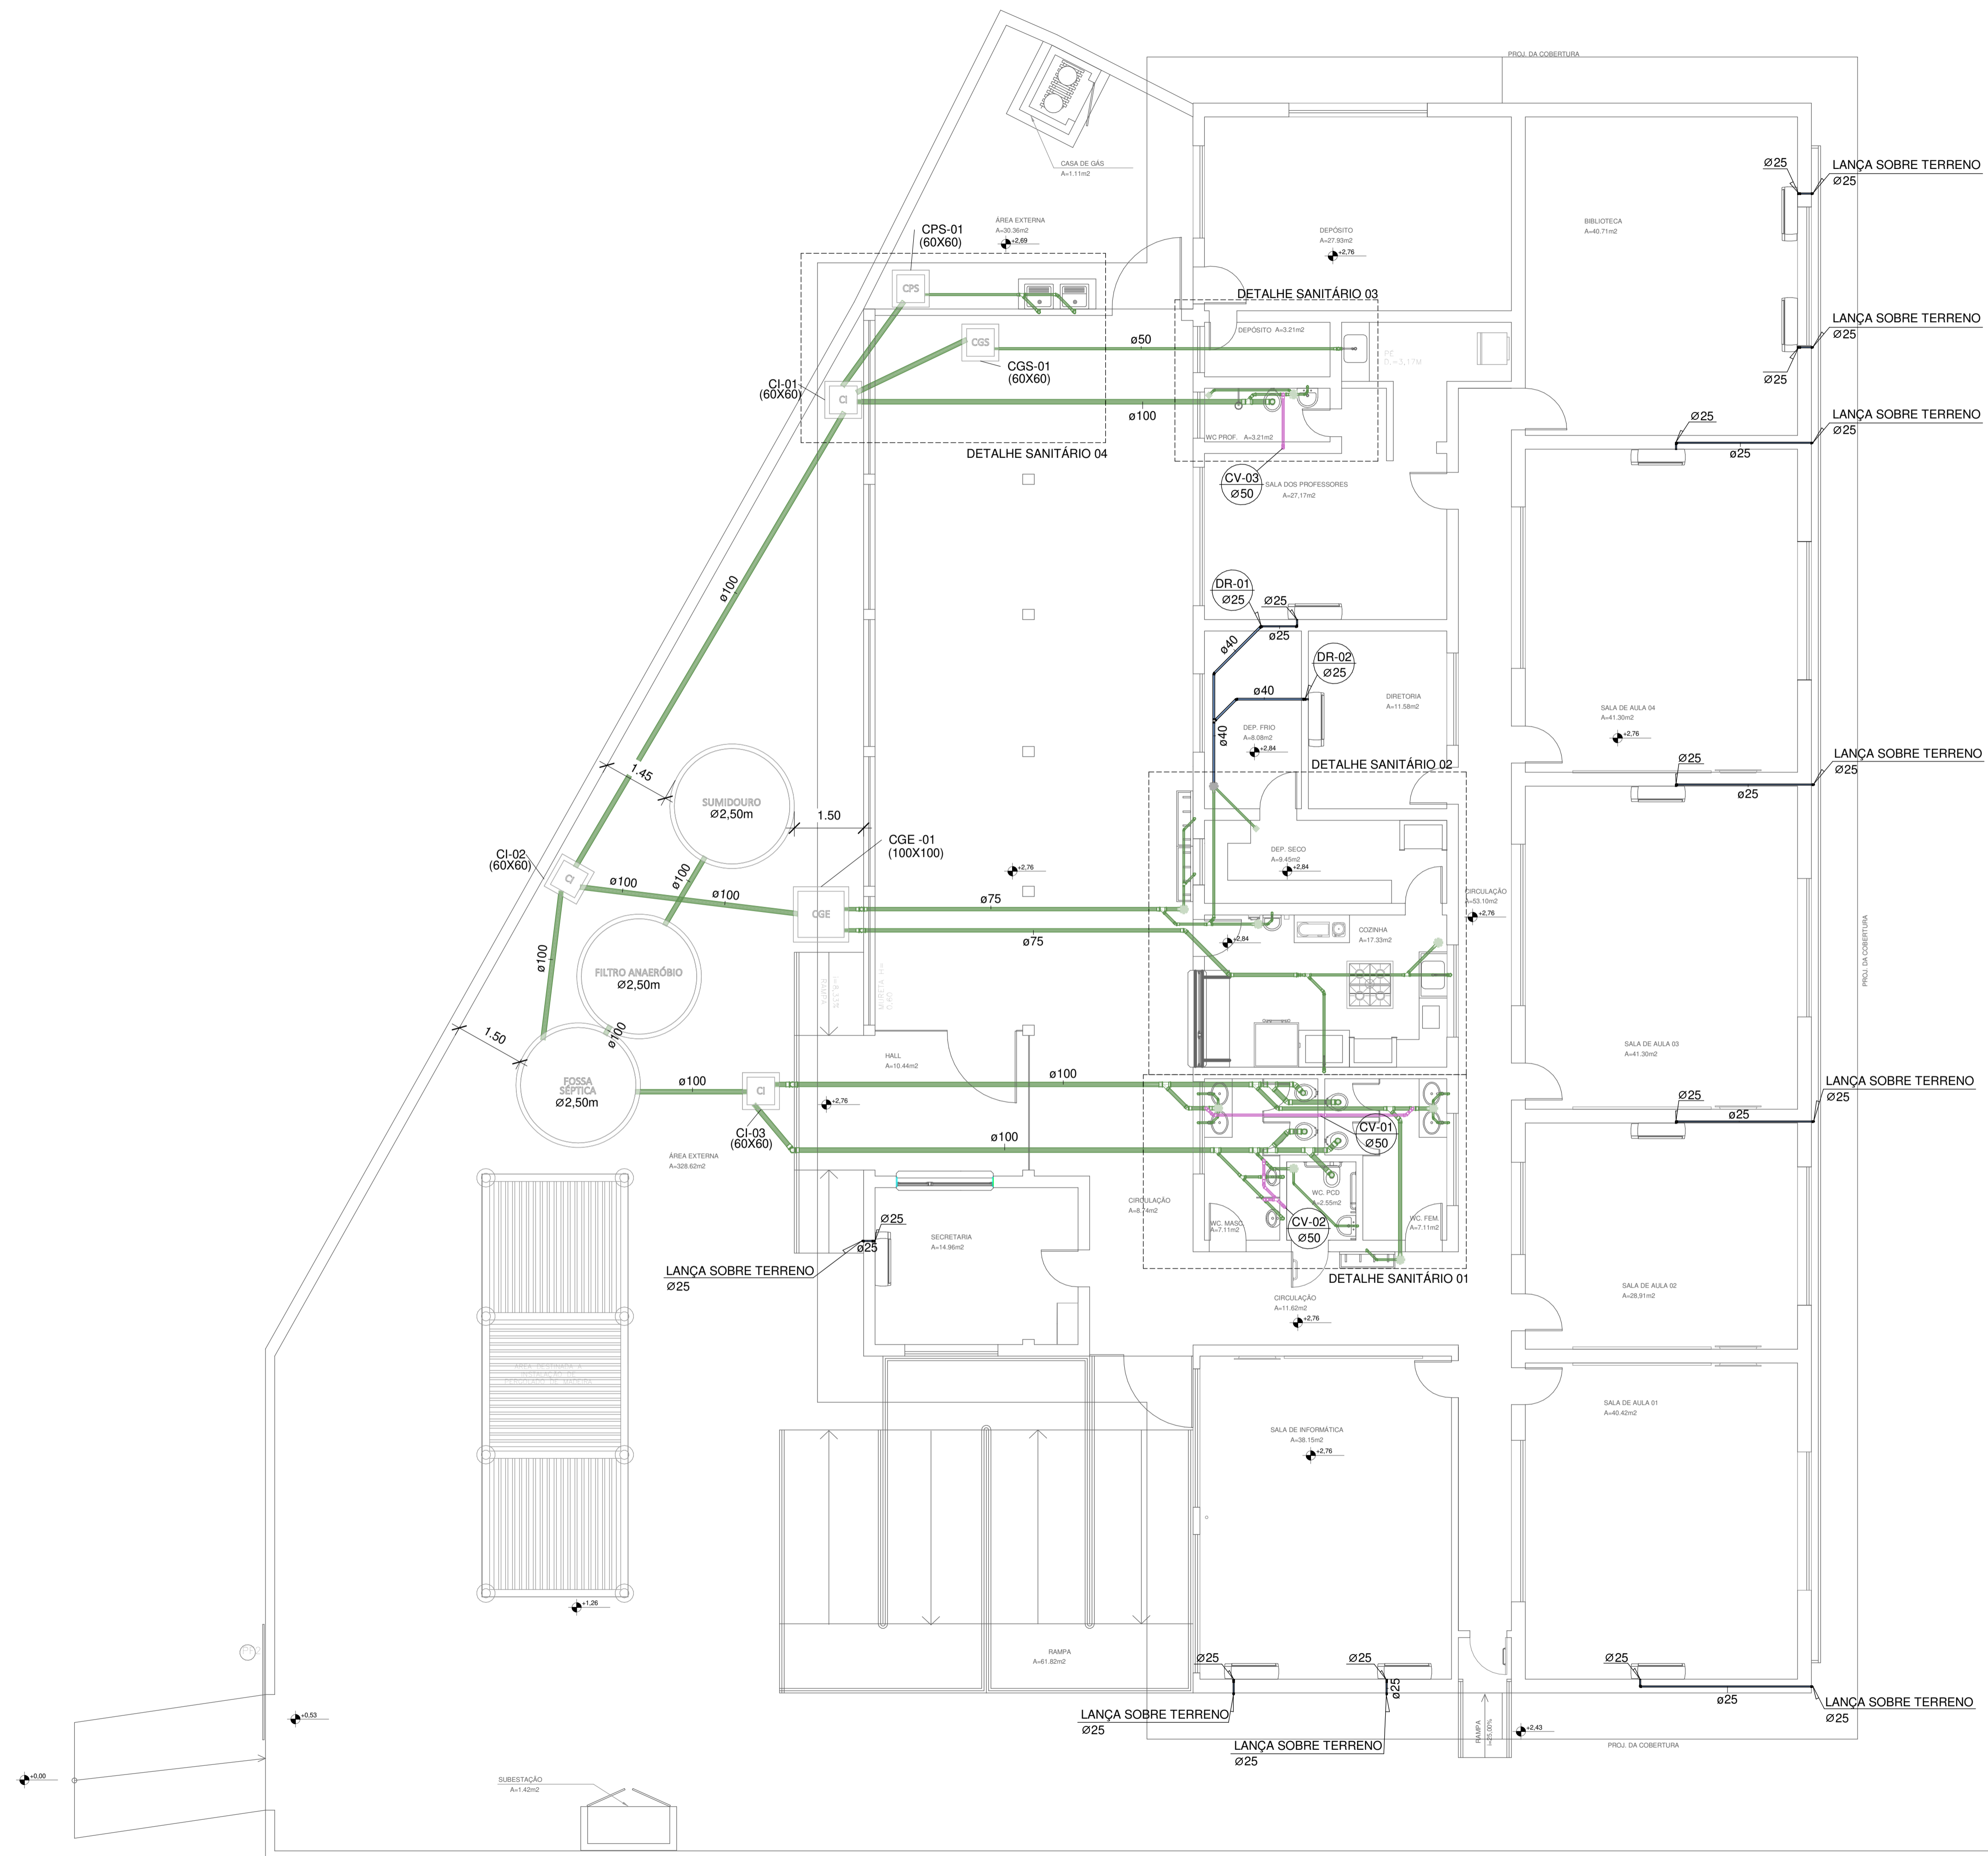 PROJ. DA COBERTURA
CASA DE GÁS
A=1.11m2
Ø25
LANÇA SOBRE TERRENO
Ø25
ÁREA EXTERNA
A=30.36m2
+2,69
CPS-01
(60X60)
DEPÓSITO
A=27.93m2
+2,76
BIBLIOTECA
A=40.71m2
CPS
DETALHE SANITÁRIO 03
LANÇA SOBRE TERRENO
Ø25
Ø25
DEPÓSITO A=3.21m2
CGS
ø50
CGS-01
(60X60)
CI-01
(60X60)
CI
ø100
Ø25
LANÇA SOBRE TERRENO
Ø25
ø25
WC PROF. A=3.21m2
DETALHE SANITÁRIO 04
CV-03
Ø50
SALA DOS PROFESSORES
A=27,17m2
ø100
DR-01
Ø25
Ø25
ø25
ø40
DR-02
Ø25
ø40
ø40
DIRETORIA
A=11.58m2
DEP. FRIO
A=8.08m2
+2,84
SALA DE AULA 04
A=41.30m2
+2,76
DETALHE SANITÁRIO 02
Ø25
LANÇA SOBRE TERRENO
Ø25
ø25
1.45
SUMIDOURO
Ø2,50m
1.50
CGE -01
(100X100)
CI-02
(60X60)
CI
ø100
ø100
ø100
CGE
+2,76
ø75
ø75
DEP. SECO
A=9.45m2
+2,84
CIRCULAÇÃO
A=53.10m2
+2,76
COZINHA
A=17.33m2
+2,84
PROJ. DA COBERTURA
ø100
FILTRO ANAERÓBIO
Ø2,50m
RAMPA
ø100
1.50
HALL
A=10.44m2
+2,76
SALA DE AULA 03
A=41.30m2
FOSSA
SÉPTICA
Ø2,50m
ø100
CI
CI-03
(60X60)
ø100
ø100
CV-01
Ø50
Ø25
LANÇA SOBRE TERRENO
Ø25
ø25
ÁREA EXTERNA
A=328.62m2
CIRCULAÇÃO
A=8.74m2
WC. MASC.
A=7.11m2
WC. PCD
A=2.55m2
WC. FEM.
A=7.11m2
CV-02
Ø50
DETALHE SANITÁRIO 01
Ø25
ø25
LANÇA SOBRE TERRENO
Ø25
SECRETARIA
A=14.96m2
CIRCULAÇÃO
A=11.62m2
+2,76
SALA DE AULA 02
A=28,91m2
SALA DE AULA 01
A=40.42m2
SALA DE INFORMÁTICA
A=38.15m2
+2,76
+1,26
RAMPA
A=61.82m2
Ø25
Ø25
ø25
LANÇA SOBRE TERRENO
Ø25
LANÇA SOBRE TERRENO
Ø25
Ø25
ø25
LANÇA SOBRE TERRENO
Ø25
RAMPA
i=25,00%
+2,43
PROJ. DA COBERTURA
+0,53
+0,00
SUBESTAÇÃO
A=1.42m2